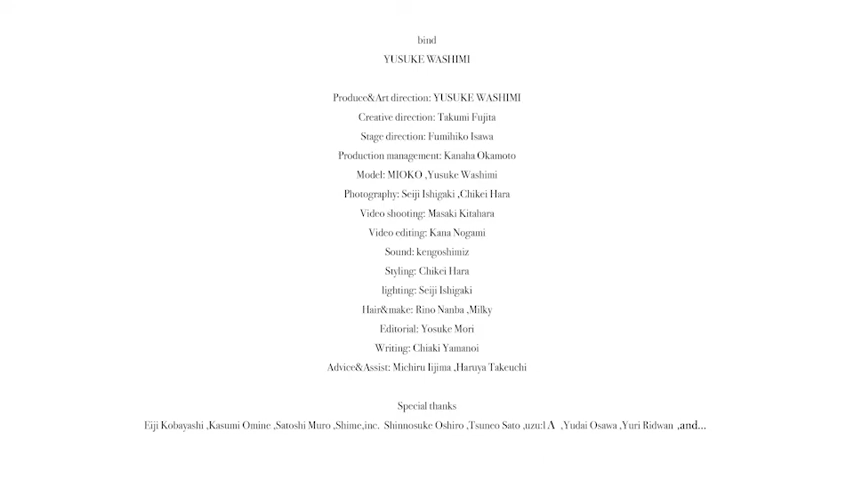 bind
YUSUKE WASHIMI
Produce&Art direction: YUSUKE WASHIMI
Creative direction: Takumi Fujita
Stage direction: Fumihiko Isawa
Production management: Kanaha Okamoto
Model: MIOKO ,Yusuke Washimi
Photography: Seiji Ishigaki ,Chikei Hara
Video shooting: Masaki Kitahara
Video editing: Kana Nogami
Sound: kengoshimiz
Styling: Chikei Hara
lighting: Seiji Ishigaki
Hair&make: Rino Nanba ,Milky
Editorial: Yosuke Mori
Writing: Chiaki Yamanoi
Advice&Assist: Michiru Iijima ,Haruya Takeuchi
Special thanks
Eiji Kobayashi ,Kasumi Omine ,Satoshi Muro ,Shime,inc. Shinnosuke Oshiro ,Tsuneo Sato ,uzu:l A ,Yudai Osawa ,Yuri Ridwan ,and...